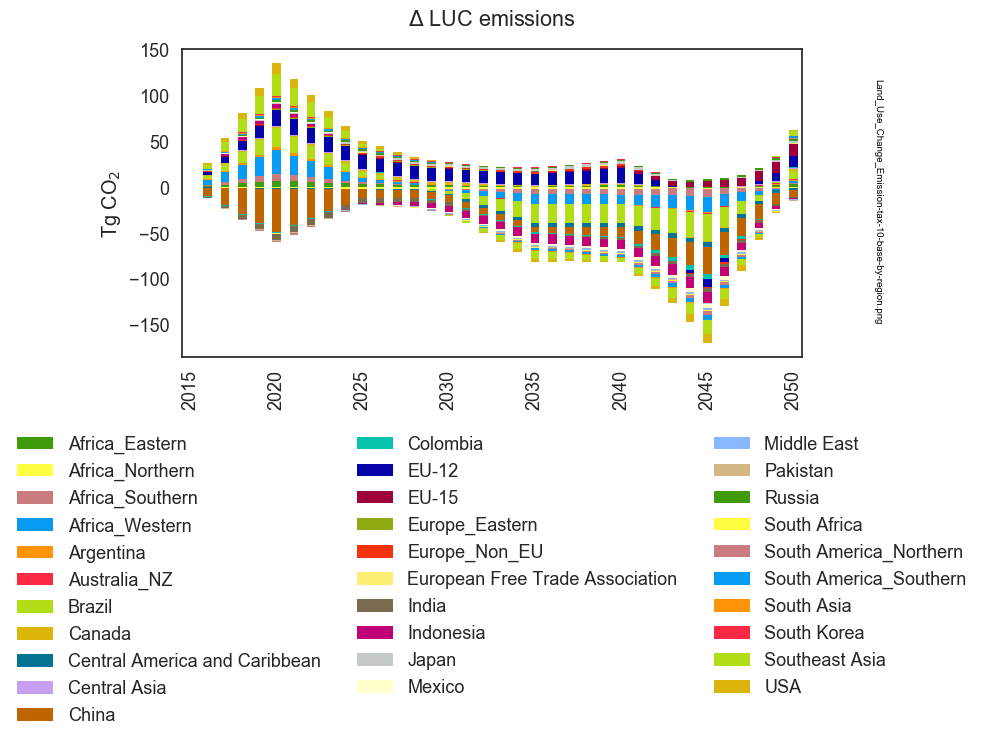 Δ LUC emissions
150
100
50
0
−50
−100
−150
Tg CO₂
2015
2020
2025
2030
2035
2040
2045
2050
Land_Use_Change_Emission-tax-10-base-by-region.png
Africa_Eastern
Africa_Northern
Africa_Southern
Africa_Western
Argentina
Australia_NZ
Brazil
Canada
Central America and Caribbean
Central Asia
China
Colombia
EU-12
EU-15
Europe_Eastern
Europe_Non_EU
European Free Trade Association
India
Indonesia
Japan
Mexico
Middle East
Pakistan
Russia
South Africa
South America_Northern
South America_Southern
South Asia
South Korea
Southeast Asia
USA